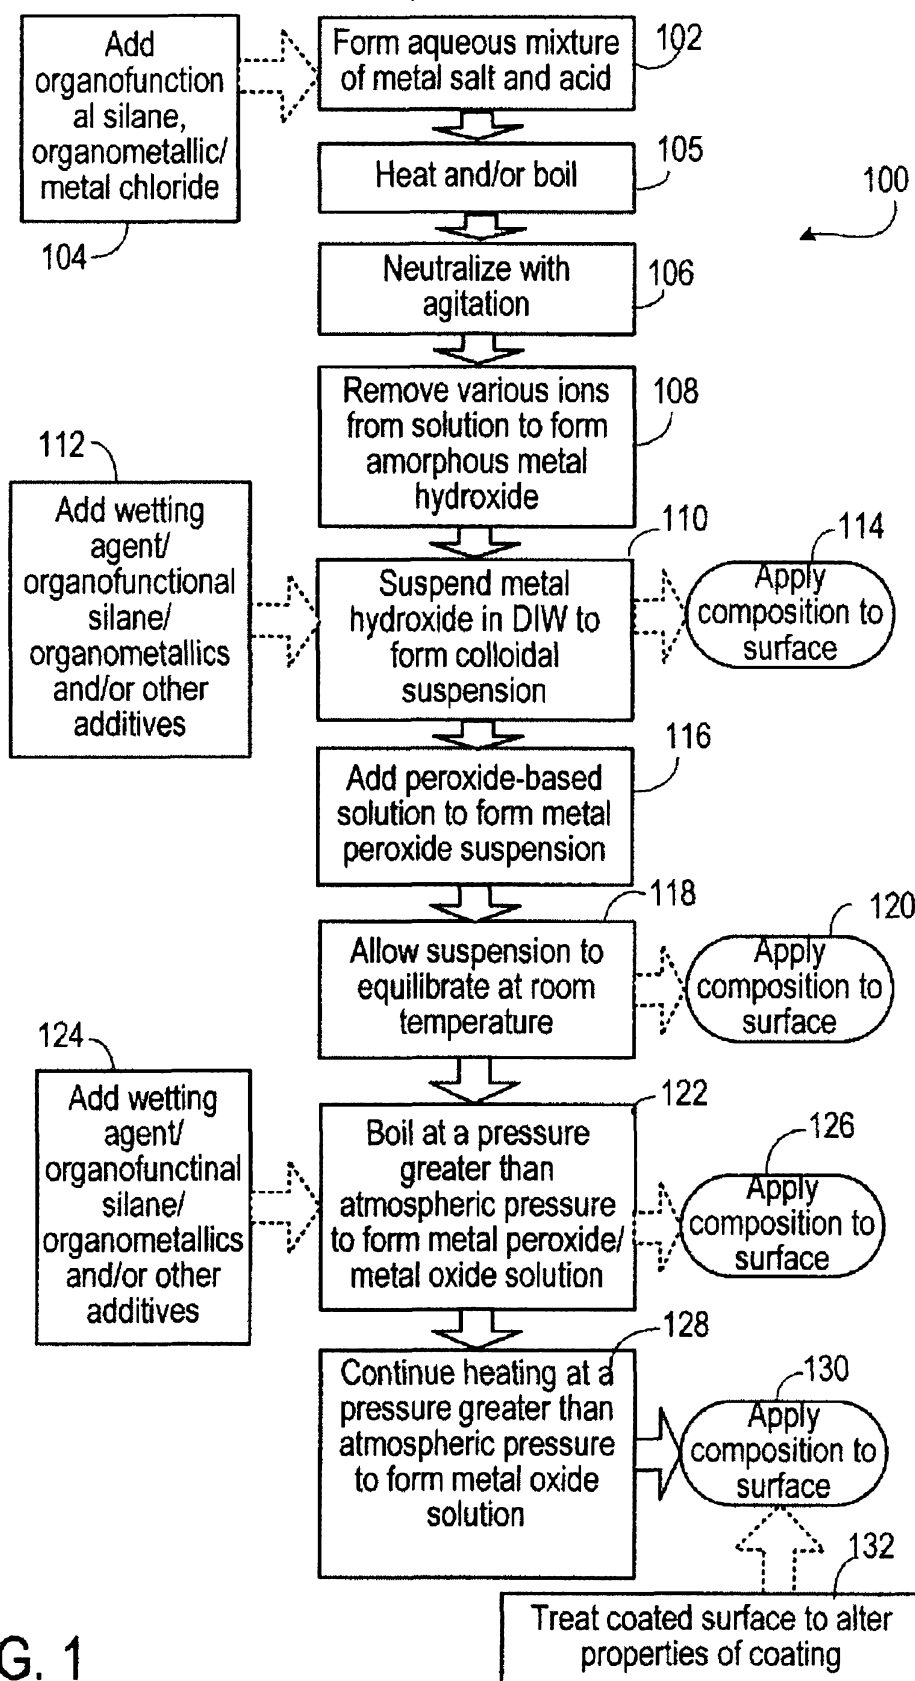 Add
organofunction
al silane,
organometallic/
metal chloride
104
Form aqueous mixture
of metal salt and acid
102
Heat and/or boil
105
100
Neutralize with
agitation
106
Remove various ions
from solution to form
amorphous metal
hydroxide
108
112
Add wetting
agent/
organofunctional
silane/
organometallics
and/or other
additives
110
Suspend metal
hydroxide in DIW to
form colloidal
suspension
114
Apply
composition to
surface
116
Add peroxide-based
solution to form metal
peroxide suspension
118
Allow suspension to
equilibrate at room
temperature
120
Apply
composition to
surface
124
Add wetting
agent/
organofunctinal
silane/
organometallics
and/or other
additives
122
Boil at a pressure
greater than
atmospheric pressure
to form metal peroxide/
metal oxide solution
126
Apply
composition to
surface
128
Continue heating at a
pressure greater than
atmospheric pressure
to form metal oxide
solution
130
Apply
composition to
surface
132
Treat coated surface to alter
properties of coating
G. 1